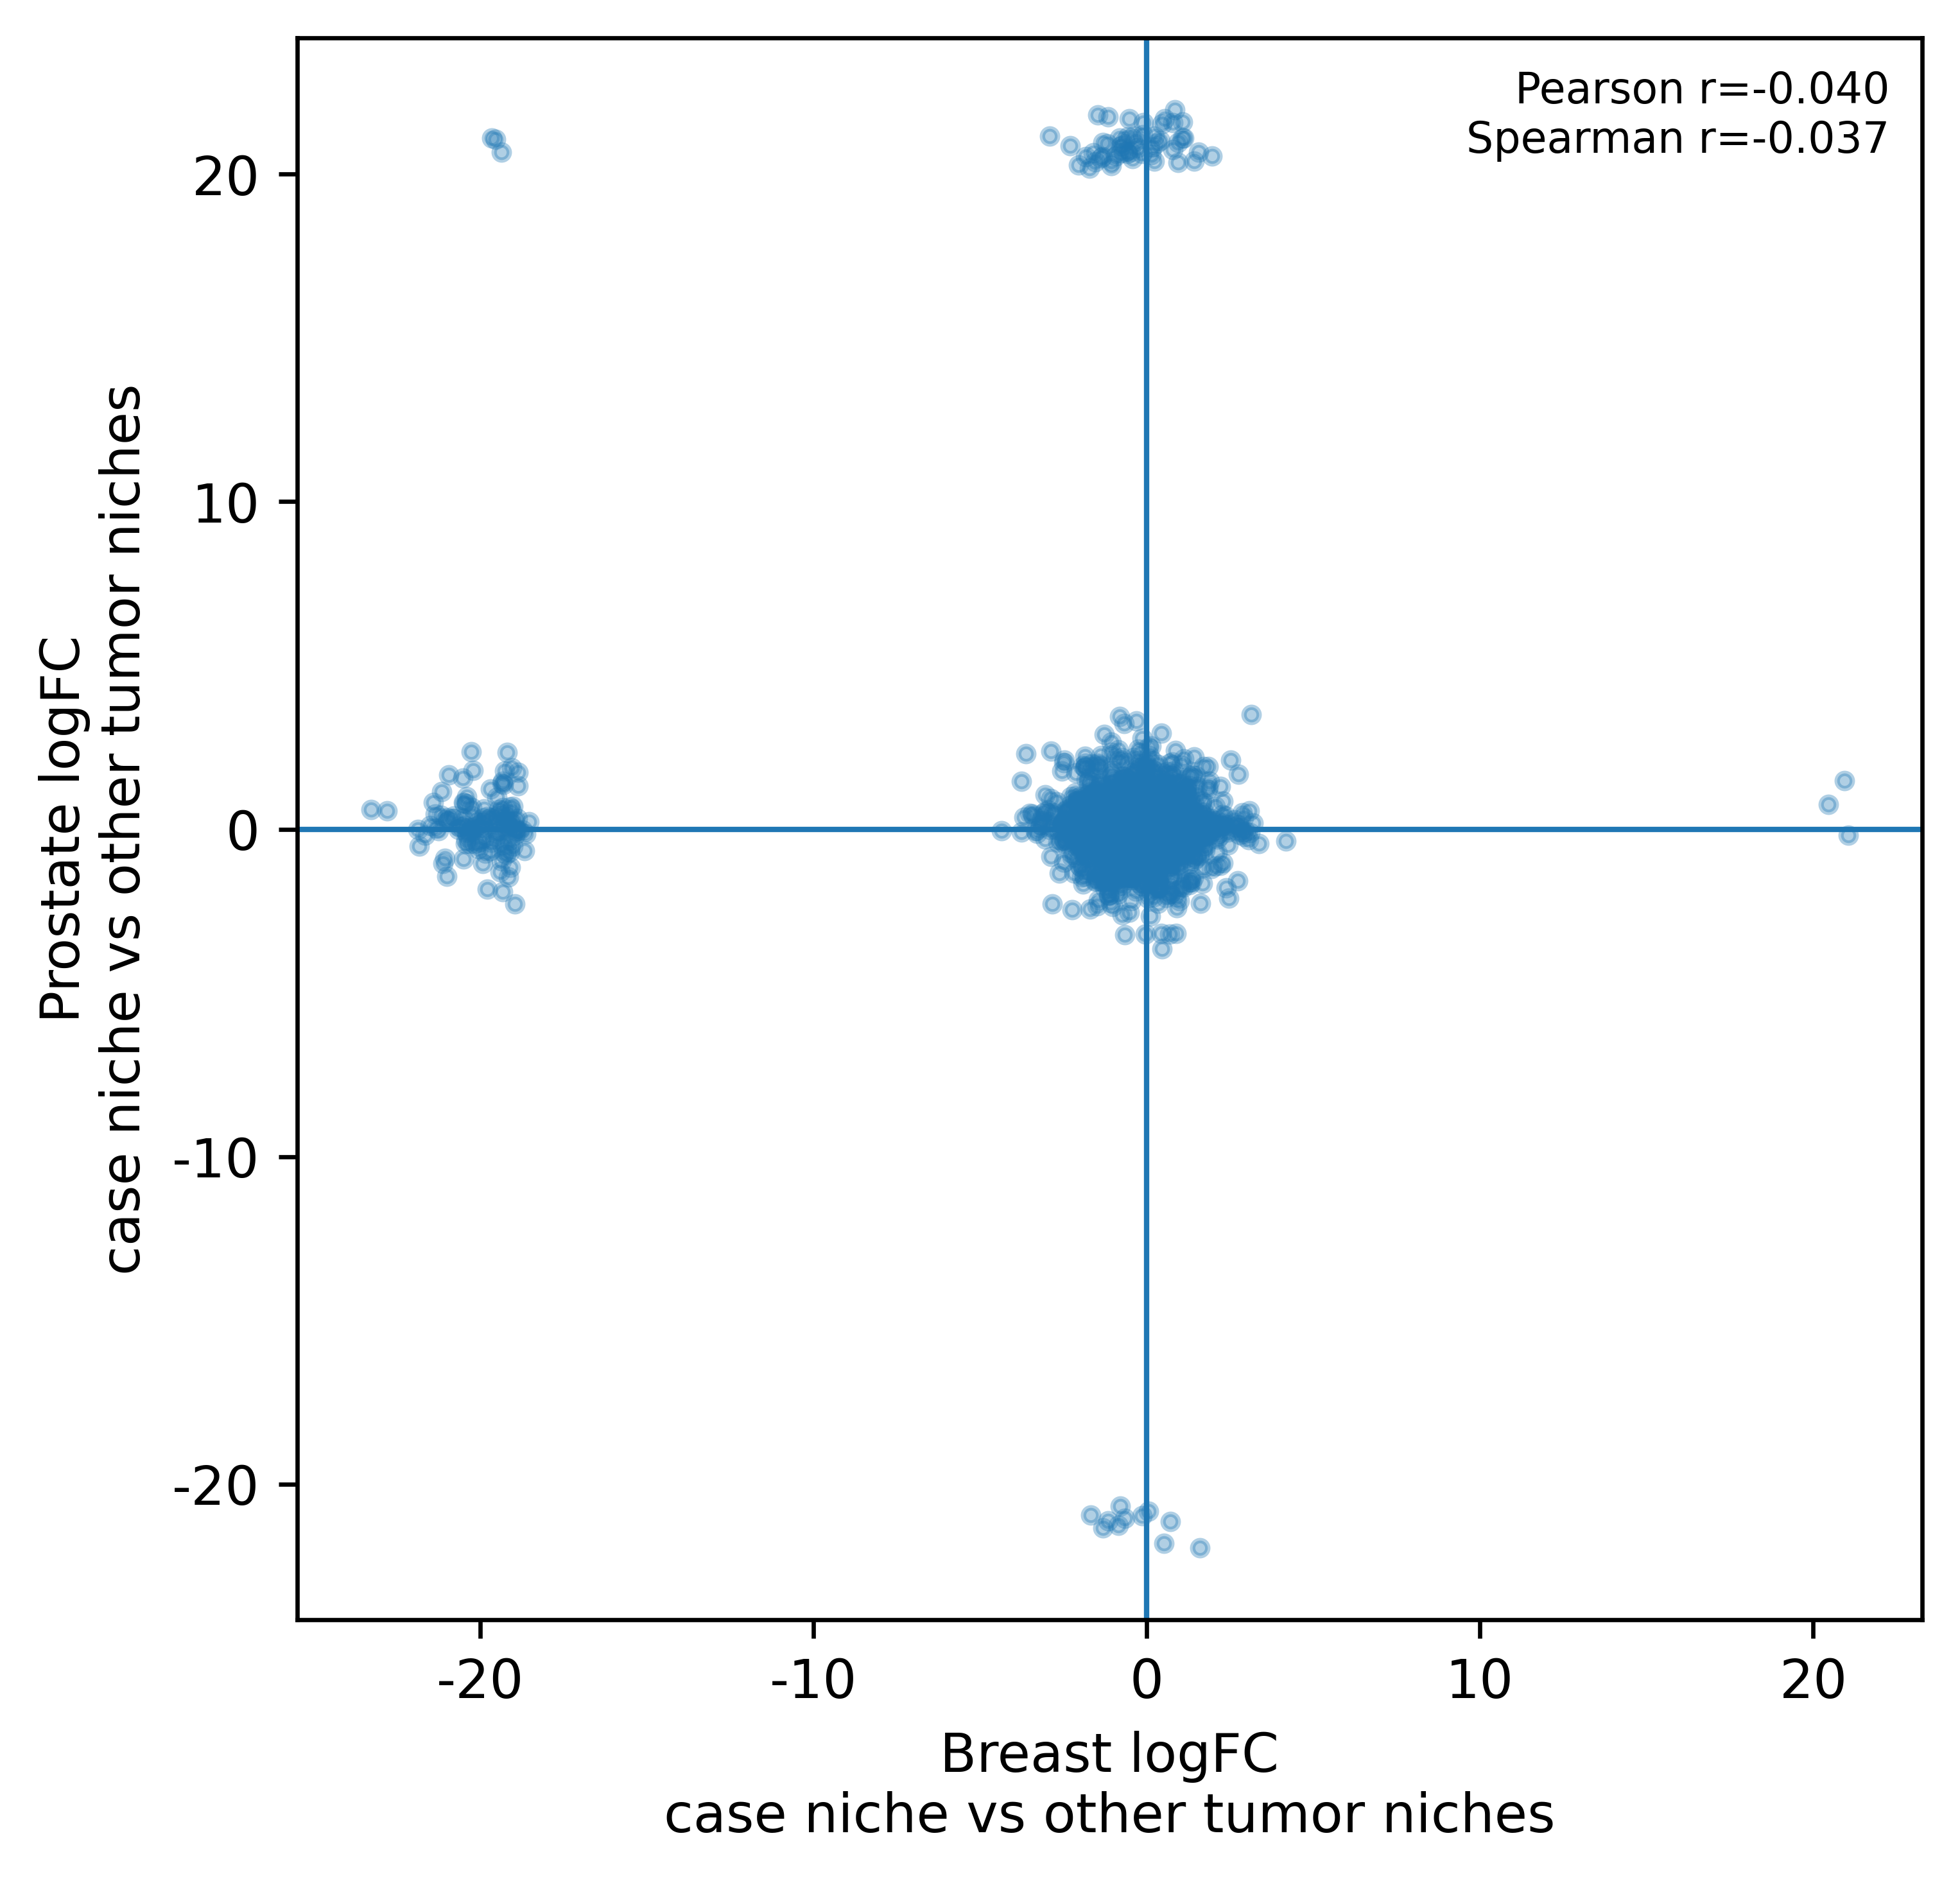 Pearson r=-0.040
Spearman r=-0.037
20
10
0
-10
-20
Prostate logFC
case niche vs other tumor niches
-20
-10
0
10
20
Breast logFC
case niche vs other tumor niches